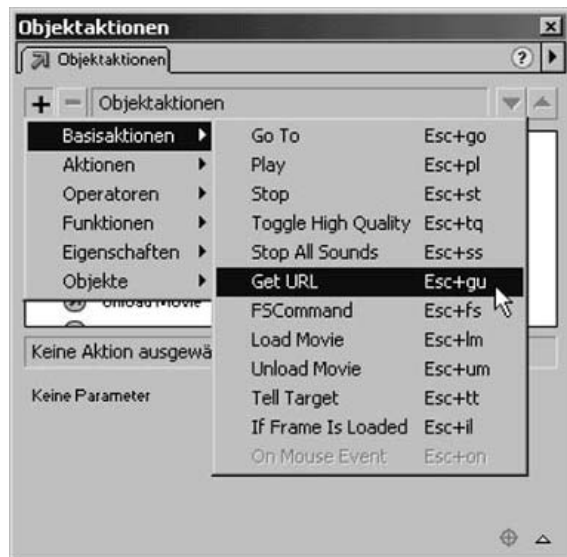 Objektaktionen
Objektaktionen
Objektaktionen
Basisaktionen
Aktionen
Operatoren
Funktionen
Eigenschaften
Objekte
Go To Esc+go
Play Esc+pl
Stop Esc+st
Toggle High Quality Esc+tq
Stop All Sounds Esc+ss
Get URL Esc+gu
FSCommand Esc+fs
Load Movie Esc+lm
Unload Movie Esc+um
Tell Target Esc+tt
If Frame Is Loaded Esc+il
On Mouse Event Esc+on
Unload Movie
Keine Aktion ausgewä
Keine Parameter